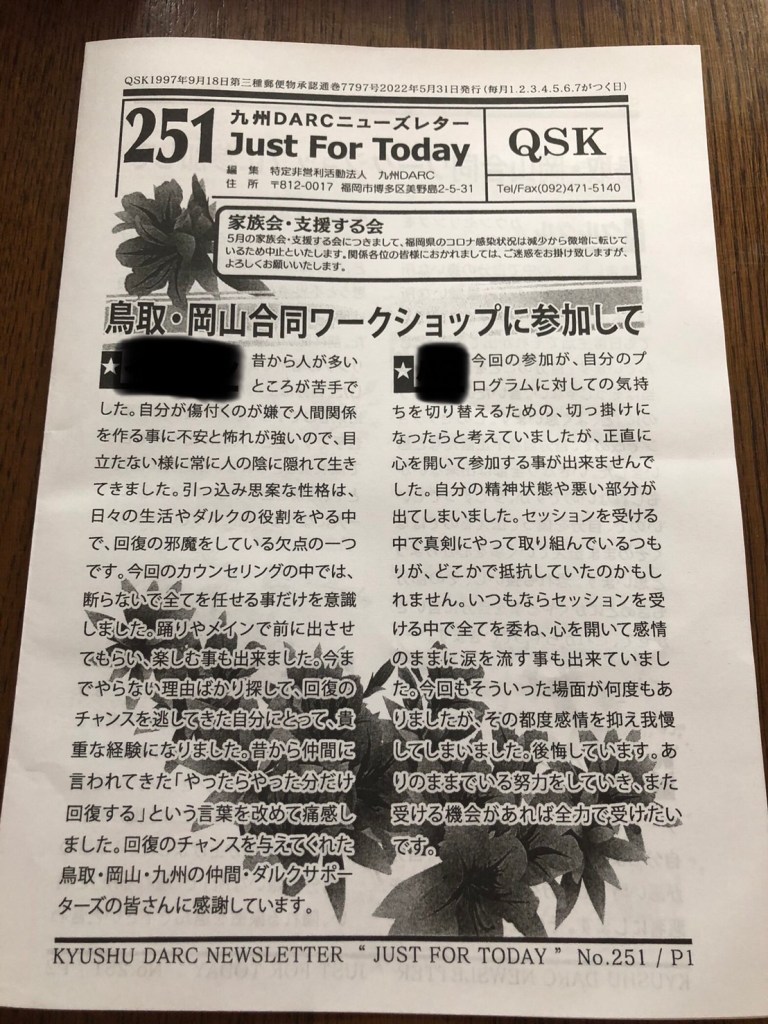 QSK1997年9月18日第三種郵便物承認通巻7797号2022年5月31日発行(毎月1.2.3.4.5.6.7がつく日)
251
九州DARCニューズレター
Just For Today
編 集 特定非営利活動法人 九州DARC
住 所 〒812-0017 福岡市博多区美野島2-5-31
QSK
Tel/Fax(092)471-5140
家族会・支援する会
5月の家族会・支援する会につきまして、福岡県のコロナ感染状況は減少から微増に転じて
いるため中止といたします。関係各位の皆様におかれましては、ご迷惑をお掛け致しますが、
よろしくお願いいたします。
鳥取・岡山合同ワークショップに参加して
★ 昔から人が多い
ところが苦手で
した。自分が傷付くのが嫌で人間関係
を作る事に不安と怖れが強いので、目
立たない様に常に人の陰に隠れて生き
てきました。引っ込み思案な性格は、
日々の生活やダルクの役割をやる中
で、回復の邪魔をしている欠点の一つ
です。今回のカウンセリングの中では、
断らないで全てを任せる事だけを意識
しました。踊りやメインで前に出させ
てもらい、楽しむ事も出来ました。今ま
でやらない理由ばかり探して、回復の
チャンスを逃してきた自分にとって、貴
重な経験になりました。昔から仲間に
言われてきた「やったらやった分だけ
回復する」という言葉を改めて痛感し
ました。回復のチャンスを与えてくれた
鳥取・岡山・九州の仲間・ダルクサポー
ターズの皆さんに感謝しています。
★ 今回の参加が、自分のプ
ログラムに対しての気持
ちを切り替えるための、切っ掛けに
なったらと考えていましたが、正直に
心を開いて参加する事が出来ませんで
した。自分の精神状態や悪い部分が
出てしまいました。セッションを受ける
中で真剣にやって取り組んでいるつも
りが、どこかで抵抗していたのかもし
れません。いつもならセッションを受
ける中で全てを委ね、心を開いて感情
のままに涙を流す事も出来ていまし
た。今回もそういった場面が何度もあ
りましたが、その都度感情を抑え我慢
してしまいました。後悔しています。あ
りのままでいる努力をしていき、また
受ける機会があれば全力で受けたい
です。
KYUSHU DARC NEWSLETTER “ JUST FOR TODAY ” No.251 / P1